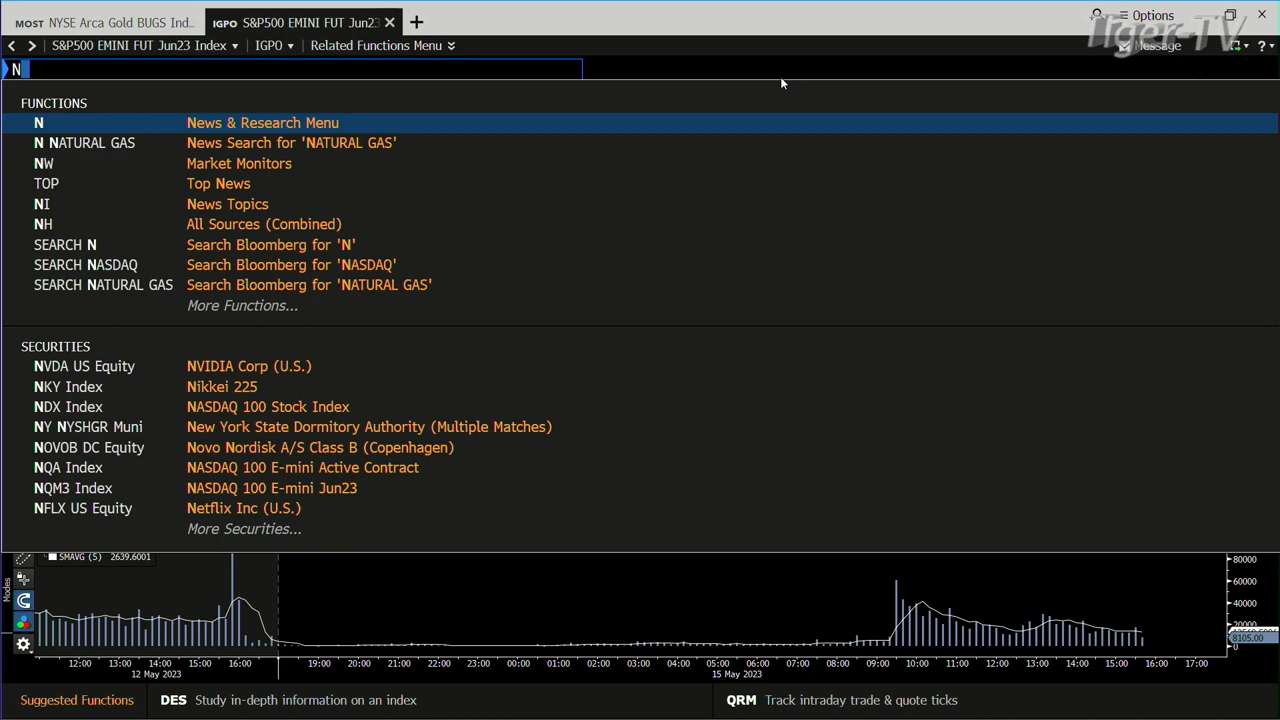 MOST NYSE Arca Gold BUGS Ind...
IGPO S&P500 EMINI FUT Jun23
Options
Tiger-TV
S&P500 EMINI FUT Jun23 Index
IGPO
Related Functions Menu
Message
N
FUNCTIONS
N News & Research Menu
N NATURAL GAS News Search for 'NATURAL GAS'
NW Market Monitors
TOP Top News
NI News Topics
NH All Sources (Combined)
SEARCH N Search Bloomberg for 'N'
SEARCH NASDAQ Search Bloomberg for 'NASDAQ'
SEARCH NATURAL GAS Search Bloomberg for 'NATURAL GAS'
More Functions...
SECURITIES
NVDA US Equity NVIDIA Corp (U.S.)
NKY Index Nikkei 225
NDX Index NASDAQ 100 Stock Index
NY NYSHGR Muni New York State Dormitory Authority (Multiple Matches)
NOVOB DC Equity Novo Nordisk A/S Class B (Copenhagen)
NQA Index NASDAQ 100 E-mini Active Contract
NQM3 Index NASDAQ 100 E-mini Jun23
NFLX US Equity Netflix Inc (U.S.)
More Securities...
SMAVG (5) 2639.6001
Modes
80000
60000
40000
20000
8105.00
0
12:00 13:00 14:00 15:00 16:00 19:00 20:00 21:00 22:00 23:00 00:00 01:00 02:00 03:00 04:00 05:00 06:00 07:00 08:00 09:00 10:00 11:00 12:00 13:00 14:00 15:00 16:00 17:00
12 May 2023 15 May 2023
Suggested Functions DES Study in-depth information on an index QRM Track intraday trade & quote ticks